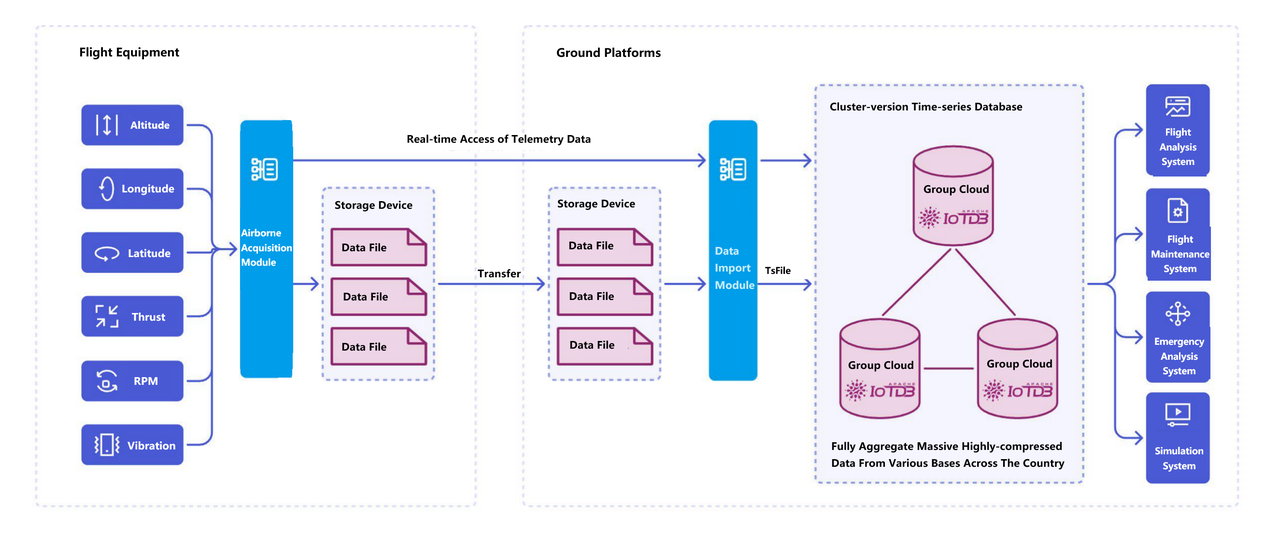 Flight Equipment
Altitude
Longitude
Latitude
Thrust
RPM
Vibration
Airborne
Acquisition
Module
Real-time Access of Telemetry Data
Storage Device
Data File
Data File
Data File
Transfer
Ground Platforms
Storage Device
Data File
Data File
Data File
Data
Import
Module
TsFile
Cluster-version Time-series Database
Group Cloud
APACHE
IoTDB
Group Cloud
APACHE
IoTDB
Group Cloud
APACHE
IoTDB
Fully Aggregate Massive Highly-compressed
Data From Various Bases Across The Country
Flight
Analysis
System
Flight
Maintenance
System
Emergency
Analysis
System
Simulation
System